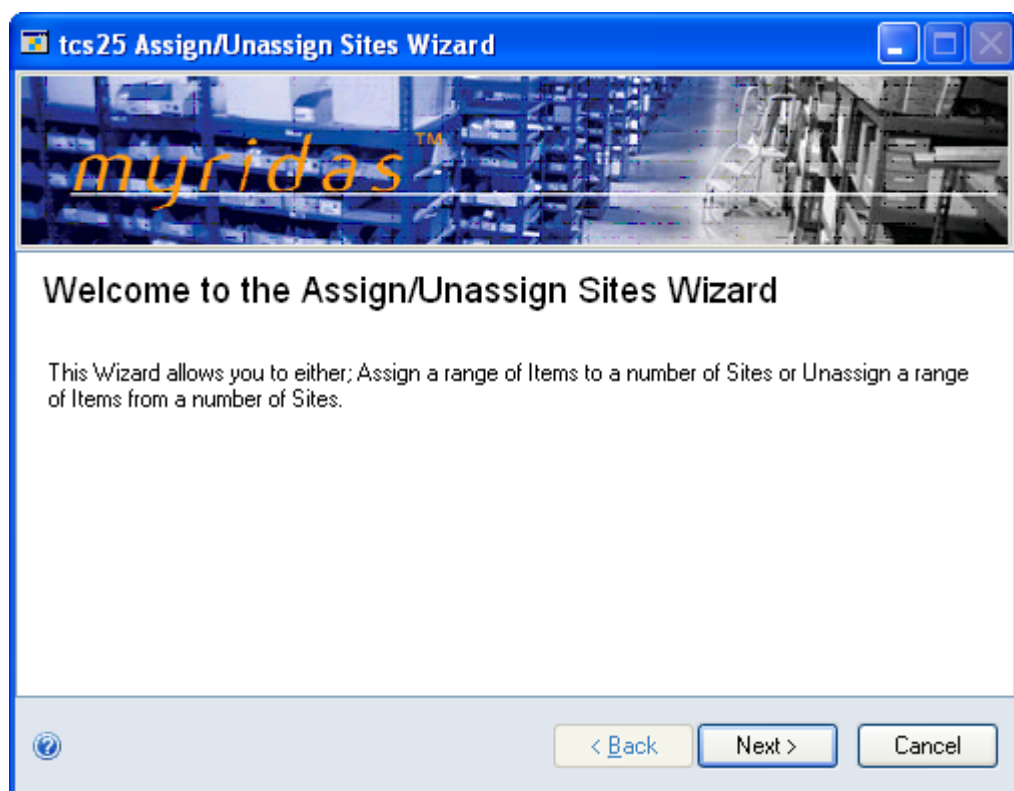 tcs25 Assign/Unassign Sites Wizard
myridas™
Welcome to the Assign/Unassign Sites Wizard
This Wizard allows you to either; Assign a range of Items to a number of Sites or Unassign a range
of Items from a number of Sites.
< Back Next > Cancel